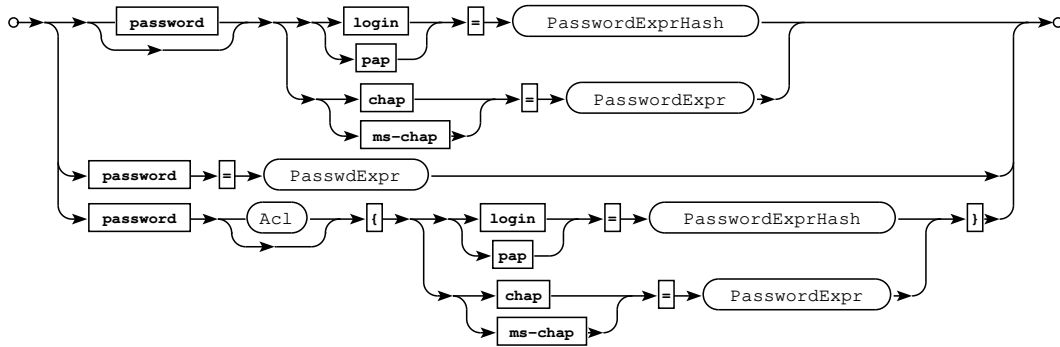 password login = PasswordExprHash
pap
chap = PasswordExpr
ms-chap
password = PasswdExpr
password Acl { login = PasswordExprHash }
pap
chap = PasswordExpr
ms-chap